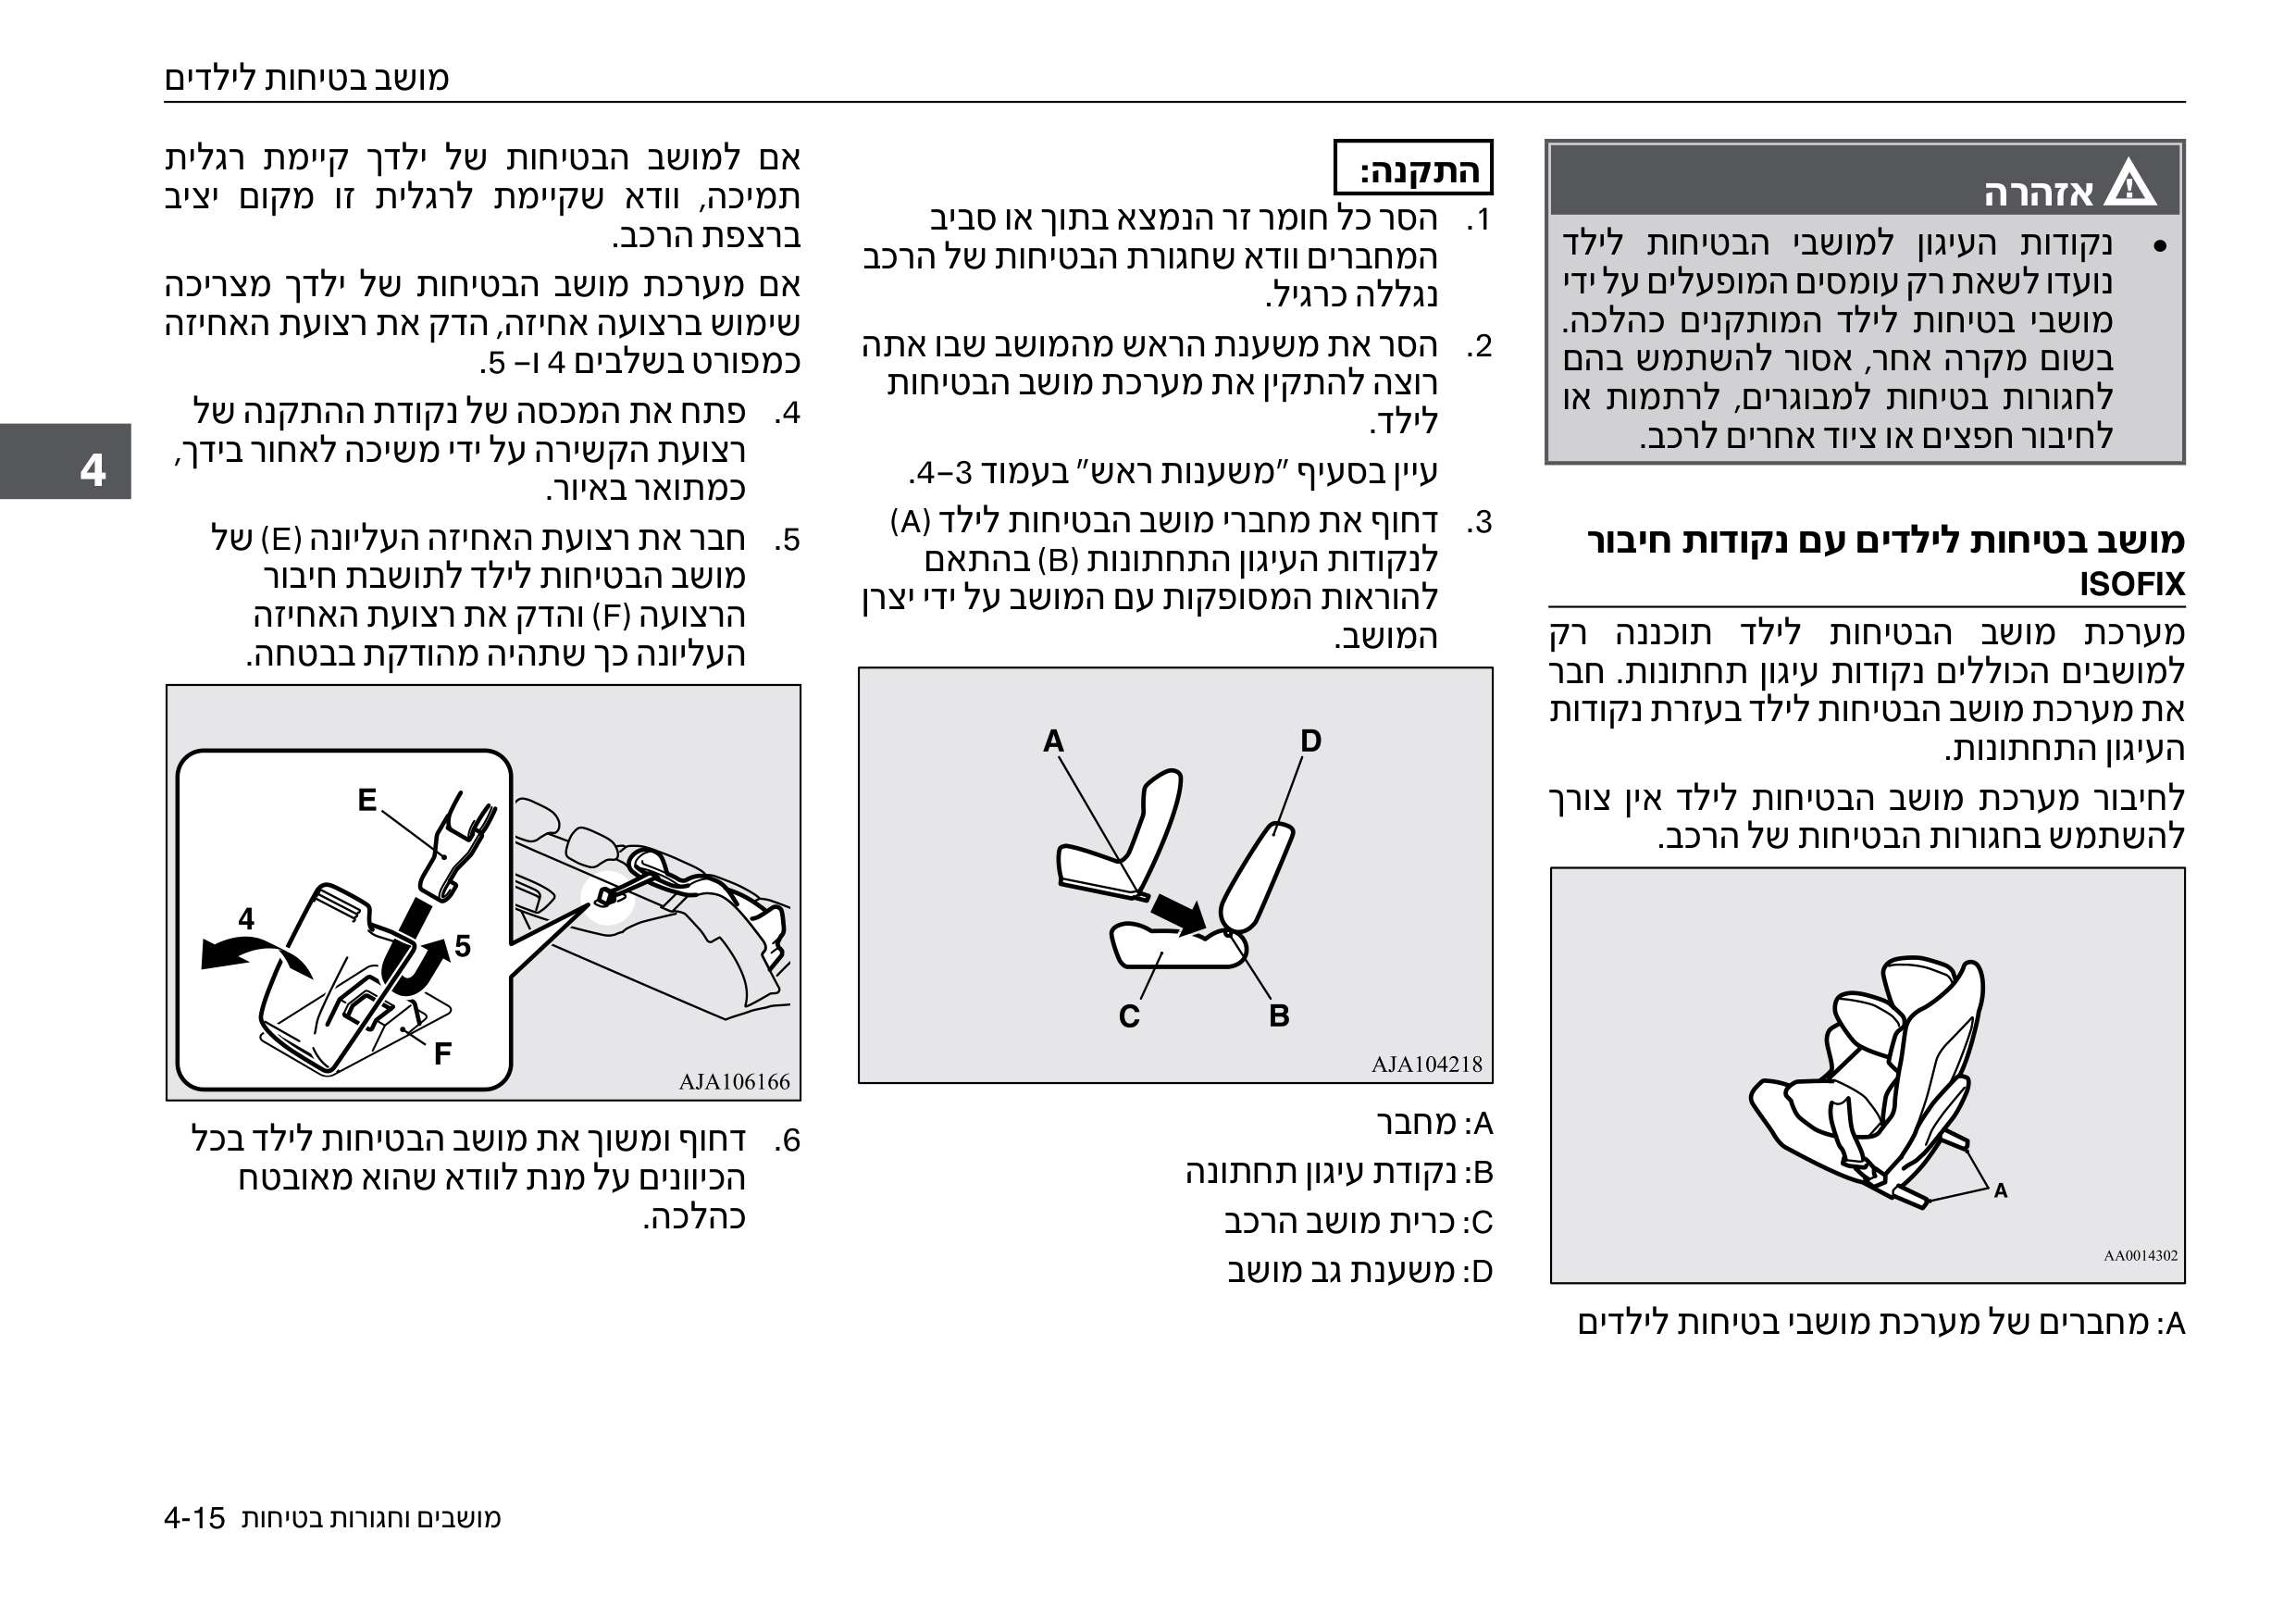 מושב בטיחות לילדים
אזהרה
• נקודות העיגון למושבי הבטיחות לילד
נועדו לשאת רק עומסים המופעלים על ידי
מושבי בטיחות לילד המותקנים כהלכה.
בשום מקרה אחר, אסור להשתמש בהם
לחגורות בטיחות למבוגרים, לרתמות או
לחיבור חפצים או ציוד אחרים לרכב.
מושב בטיחות לילדים עם נקודות חיבור
ISOFIX
מערכת מושב הבטיחות לילד תוכננה רק
למושבים הכוללים נקודות עיגון תחתונות. חבר
את מערכת מושב הבטיחות לילד בעזרת נקודות
העיגון התחתונות.
לחיבור מערכת מושב הבטיחות לילד אין צורך
להשתמש בחגורות הבטיחות של הרכב.
A
AA0014302
A: מחברים של מערכת מושבי בטיחות לילדים
התקנה:
1. הסר כל חומר זר הנמצא בתוך או סביב
המחברים וודא שחגורת הבטיחות של הרכב
נגללה כרגיל.
2. הסר את משענת הראש מהמושב שבו אתה
רוצה להתקין את מערכת מושב הבטיחות
לילד.
עיין בסעיף "משענות ראש" בעמוד 4–3.
3. דחוף את מחברי מושב הבטיחות לילד (A)
לנקודות העיגון התחתונות (B) בהתאם
להוראות המסופקות עם המושב על ידי יצרן
המושב.
A
D
C
B
AJA104218
A: מחבר
B: נקודת עיגון תחתונה
C: כרית מושב הרכב
D: משענת גב מושב
אם למושב הבטיחות של ילדך קיימת רגלית
תמיכה, וודא שקיימת לרגלית זו מקום יציב
ברצפת הרכב.
אם מערכת מושב הבטיחות של ילדך מצריכה
שימוש ברצועה אחיזה, הדק את רצועת האחיזה
כמפורט בשלבים 4 ו– 5.
4. פתח את המכסה של נקודת ההתקנה של
רצועת הקשירה על ידי משיכה לאחור בידך,
כמתואר באיור.
5. חבר את רצועת האחיזה העליונה (E) של
מושב הבטיחות לילד לתושבת חיבור
הרצועה (F) והדק את רצועת האחיזה
העליונה כך שתהיה מהודקת בבטחה.
E
4
5
F
AJA106166
6. דחוף ומשוך את מושב הבטיחות לילד בכל
הכיוונים על מנת לוודא שהוא מאובטח
כהלכה.
4
מושבים וחגורות בטיחות 4-15